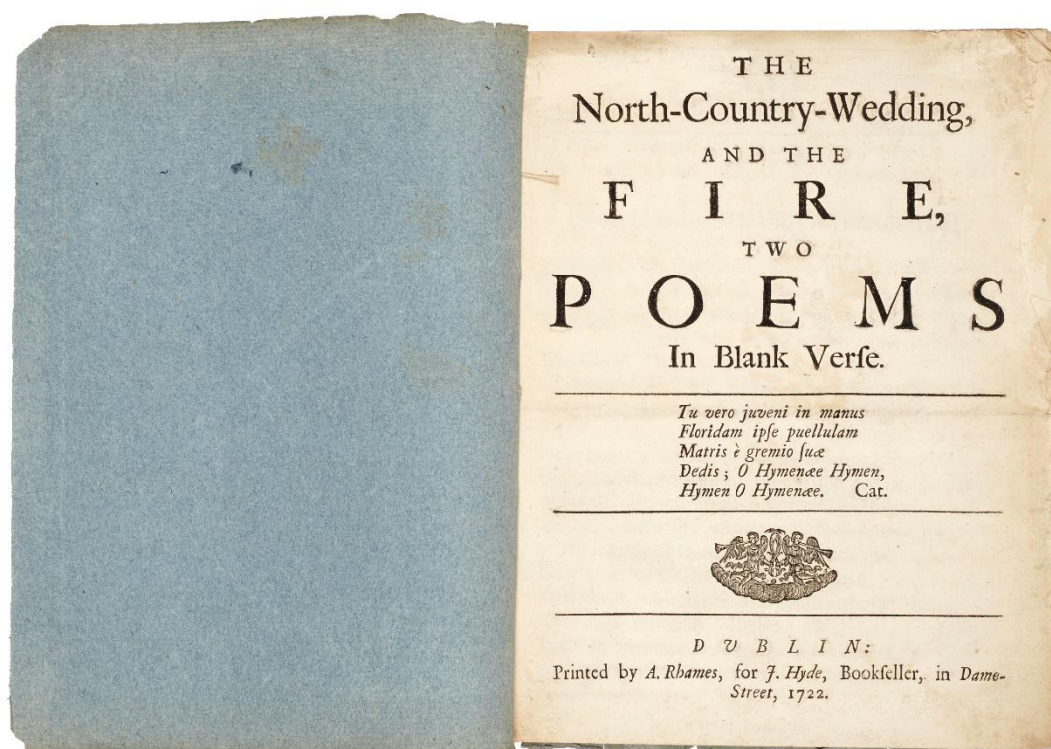 THE
North-Country-Wedding,
AND THE
FIRE,
TWO
POEMS
In Blank Verſe.
Tu vero juveni in manus
Floridam ipſe puellulam
Matris è gremio ſuæ
Dedis; O Hymenæe Hymen,
Hymen O Hymenæe. Cat.
DVBLIN:
Printed by A. Rhames, for J. Hyde, Bookſeller, in Dame-
Street, 1722.